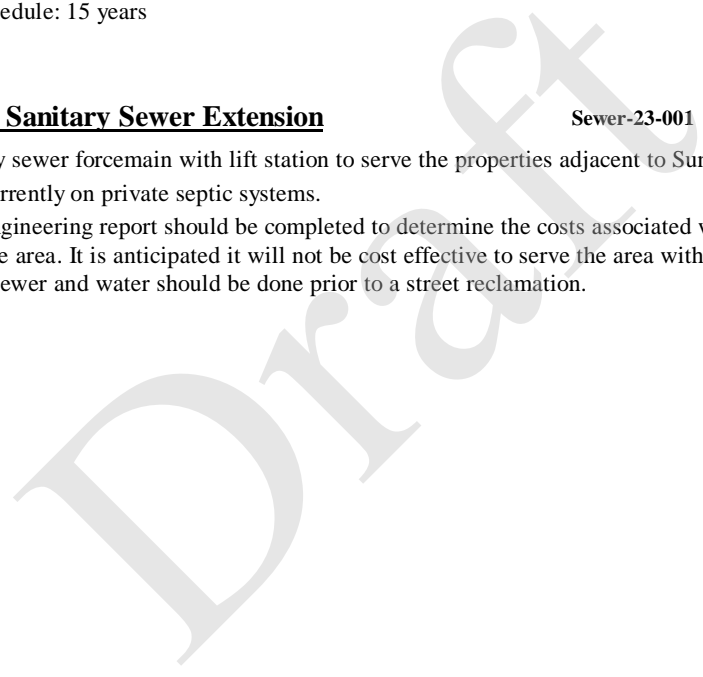 edule: 15 years
Sanitary Sewer Extension Sewer-23-001
y sewer forcemain with lift station to serve the properties adjacent to Sur
rrently on private septic systems.
gineering report should be completed to determine the costs associated w
e area. It is anticipated it will not be cost effective to serve the area with
ewer and water should be done prior to a street reclamation.
Draft